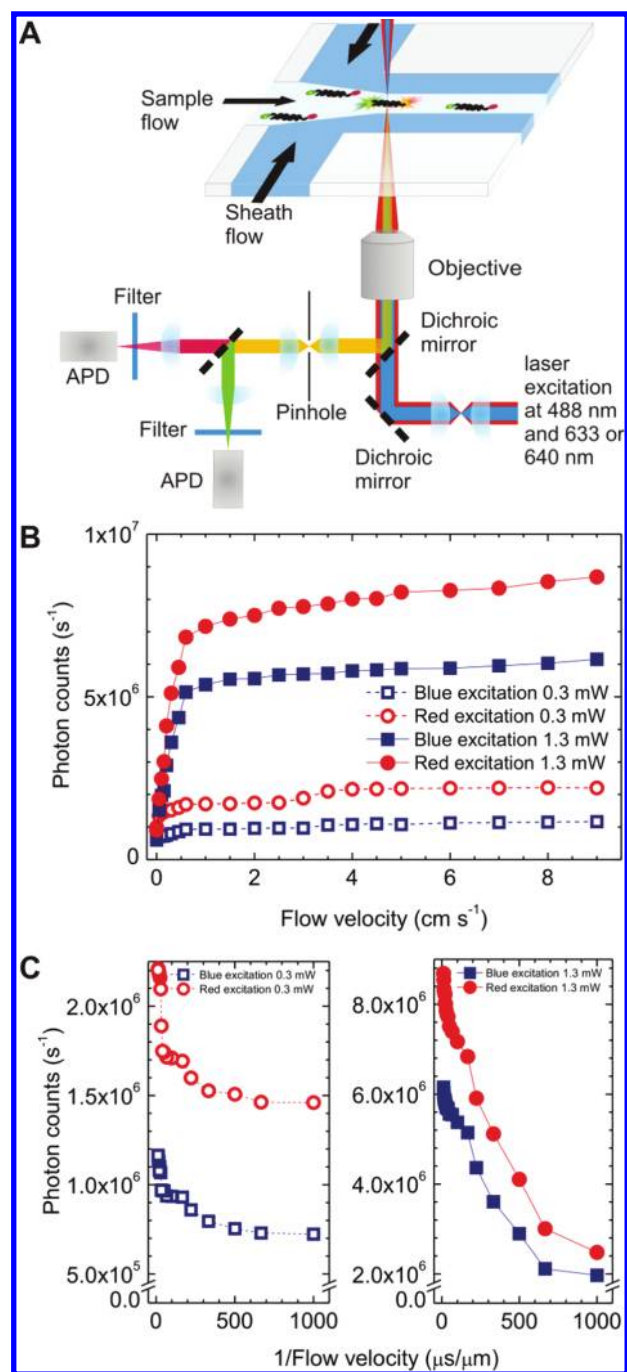 A
Sample
flow
Sheath
flow
Objective
Filter
APD
Dichroic
mirror
Pinhole
laser
excitation
at 488 nm
and 633 or
640 nm
Filter
APD
Dichroic
mirror
B
1x10⁷
5x10⁶
0
Photon counts (s⁻¹)
Blue excitation 0.3 mW
Red excitation 0.3 mW
Blue excitation 1.3 mW
Red excitation 1.3 mW
0 2 4 6 8
Flow velocity (cm s⁻¹)
C
Blue excitation 0.3 mW
Red excitation 0.3 mW
2.0x10⁶
1.5x10⁶
1.0x10⁶
5.0x10⁵
0.0
Photon counts (s⁻¹)
0 500 1000
Blue excitation 1.3 mW
Red excitation 1.3 mW
8.0x10⁶
6.0x10⁶
4.0x10⁶
2.0x10⁶
0.0
0 500 1000
1/Flow velocity (µs/µm)